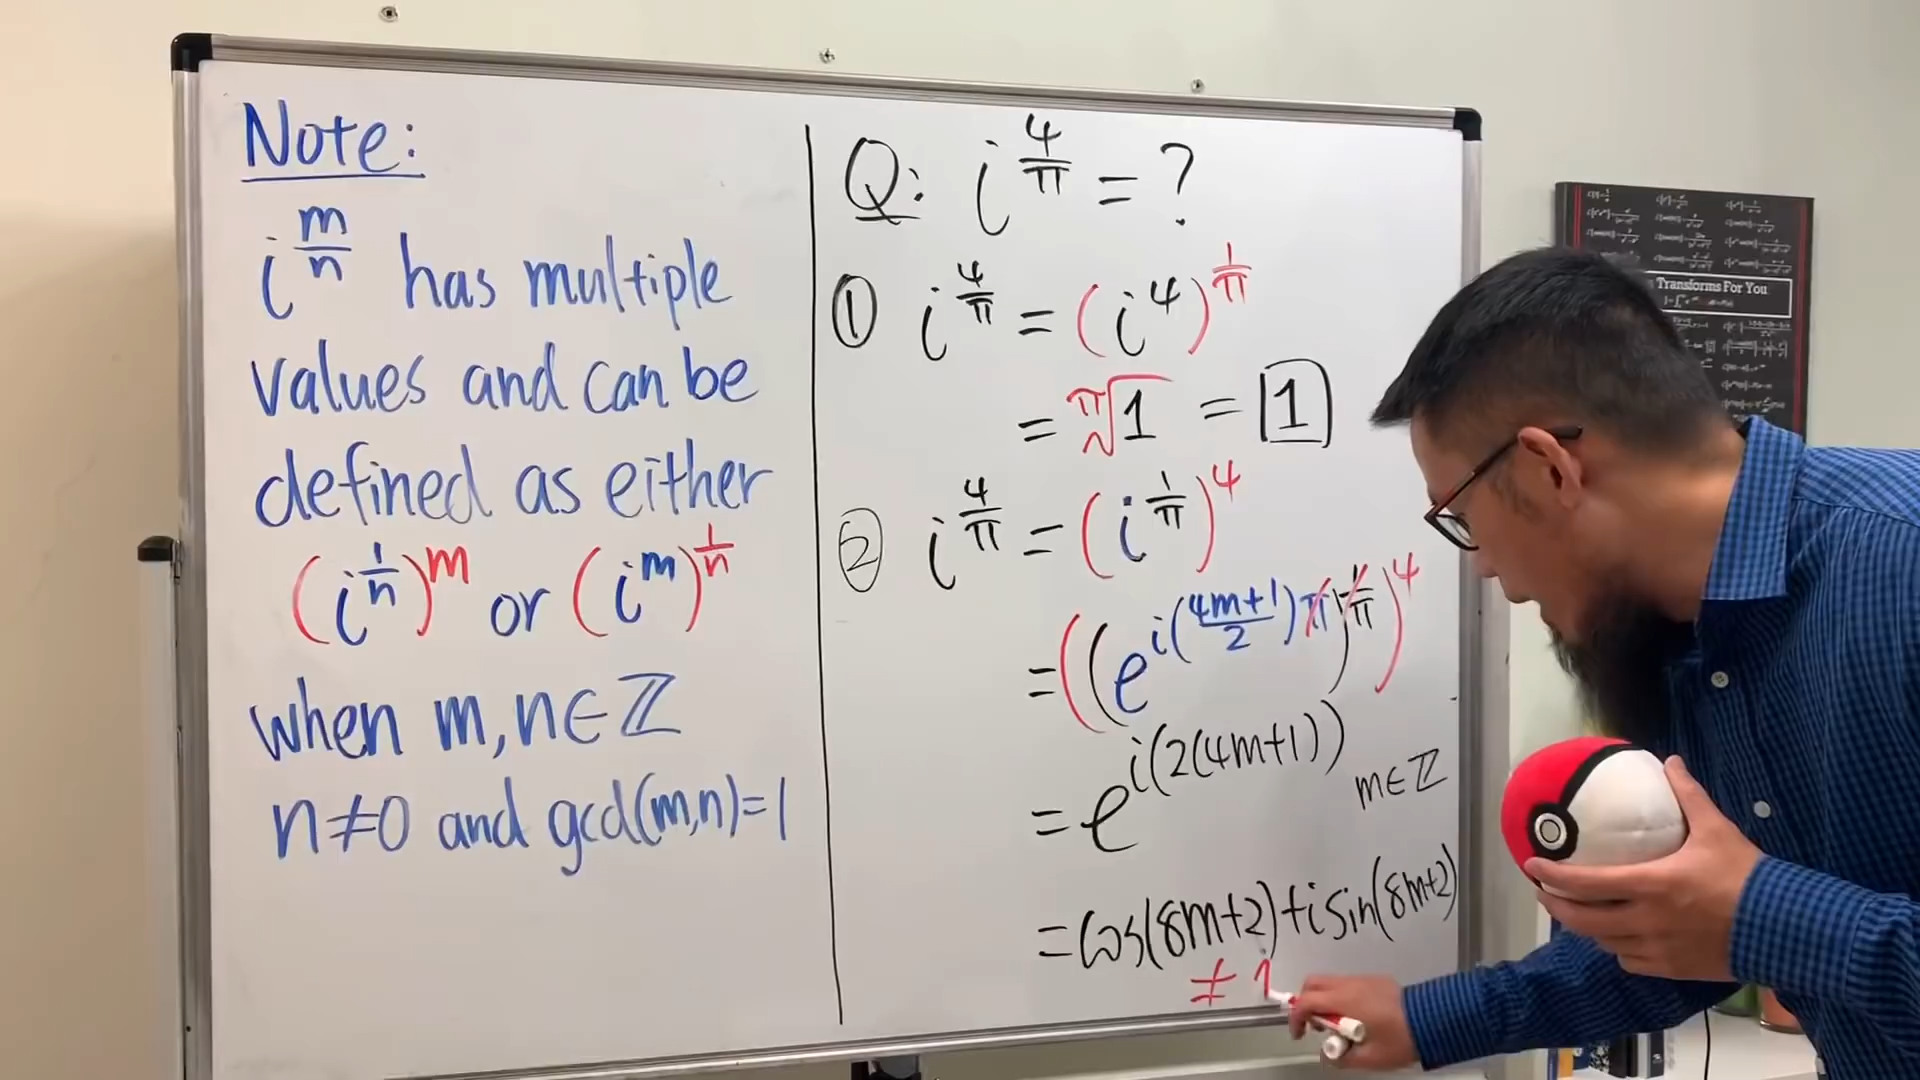 Note:
i^(m/n) has multiple
values and can be
defined as either
(i^(1/n))^m or (i^m)^(1/n)
when m, n ∈ ℤ
n≠0 and gcd(m,n)=1
Q: i^(4/π) = ?
① i^(4/π) = (i^4)^(1/π)
= π√1 = 1
② i^(4/π) = (i^(1/π))^4
= ((e^(i((4m+1)/2)π))^(1/π))^4
= e^(i(2(4m+1))) m∈ℤ
= cos(8m+2)+i sin(8m+2)
≠ 1
Transforms For You